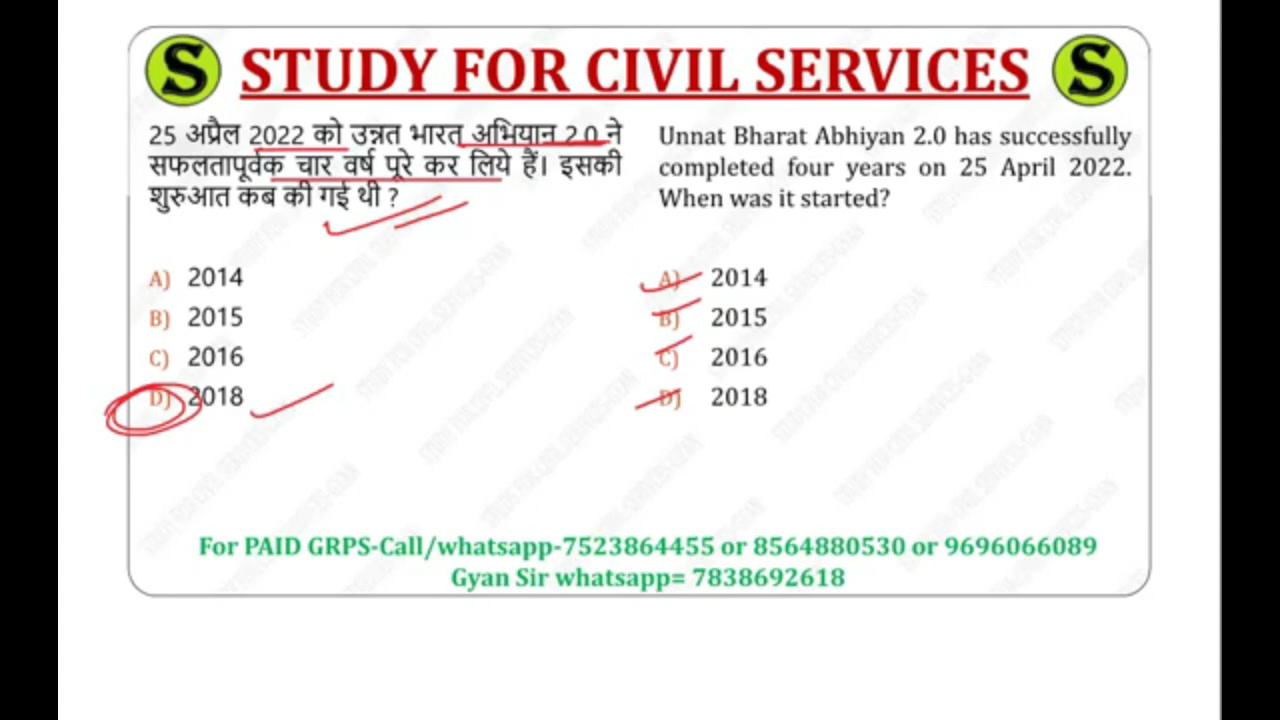 S STUDY FOR CIVIL SERVICES S
25 अप्रैल 2022 को उन्नत भारत अभियान 2.0 ने
सफलतापूर्वक चार वर्ष पूरे कर लिये हैं। इसकी
शुरुआत कब की गई थी ?
A) 2014
B) 2015
C) 2016
D) 2018
Unnat Bharat Abhiyan 2.0 has successfully
completed four years on 25 April 2022.
When was it started?
A) 2014
B) 2015
C) 2016
D) 2018
For PAID GRPS-Call/whatsapp-7523864455 or 8564880530 or 9696066089
Gyan Sir whatsapp= 7838692618